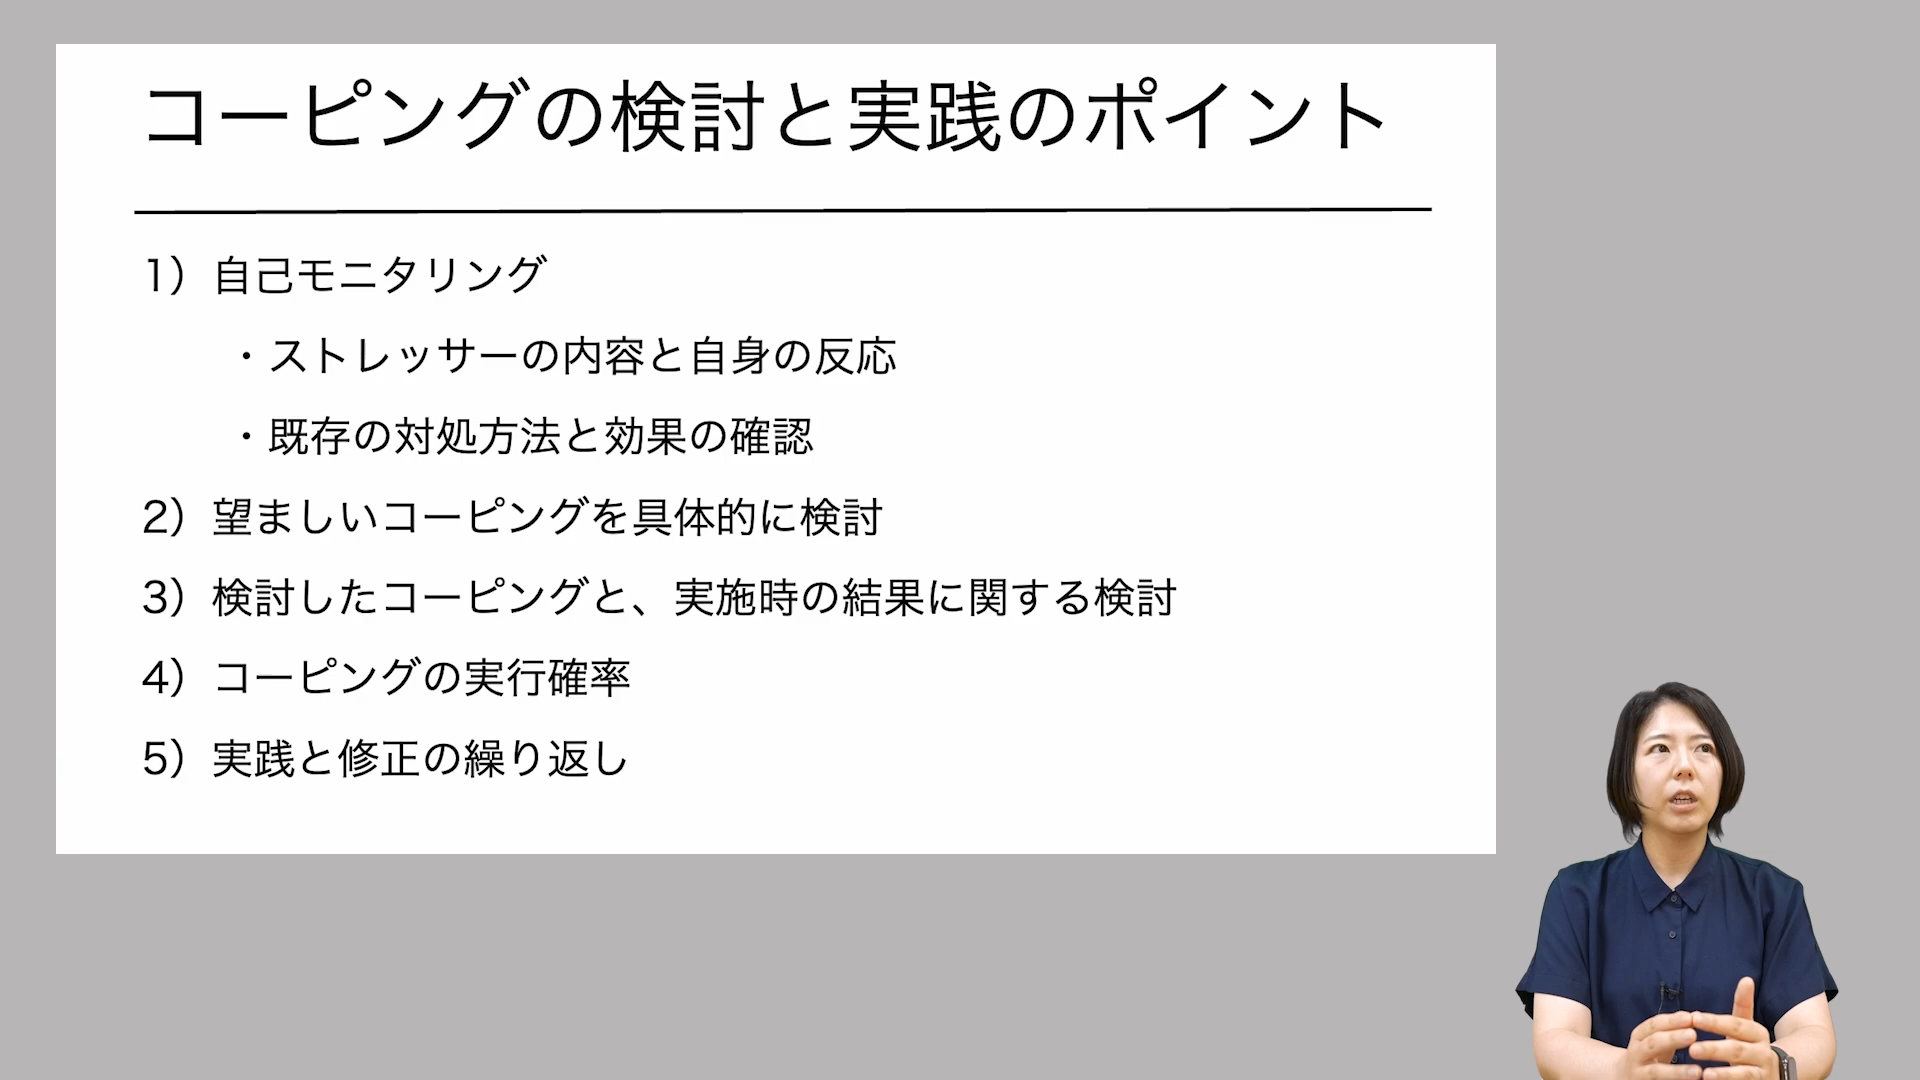 コーピングの検討と実践のポイント
1）自己モニタリング
・ストレッサーの内容と自身の反応
・既存の対処方法と効果の確認
2）望ましいコーピングを具体的に検討
3）検討したコーピングと、実施時の結果に関する検討
4）コーピングの実行確率
5）実践と修正の繰り返し